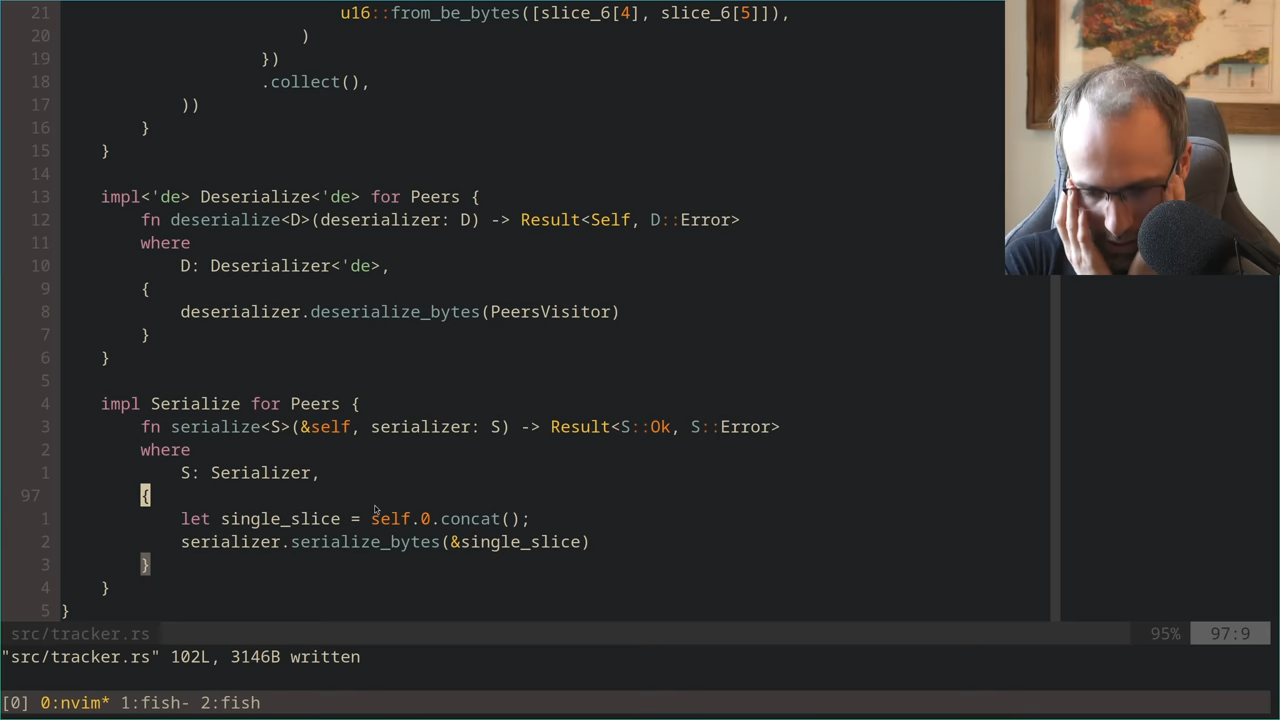 21 u16::from_be_bytes([slice_6[4], slice_6[5]]),
20 )
19 })
18 .collect(),
17 ))
16 }
15 }
14
13 impl<'de> Deserialize<'de> for Peers {
12 fn deserialize<D>(deserializer: D) -> Result<Self, D::Error>
11 where
10 D: Deserializer<'de>,
9 {
8 deserializer.deserialize_bytes(PeersVisitor)
7 }
6 }
5
4 impl Serialize for Peers {
3 fn serialize<S>(&self, serializer: S) -> Result<S::Ok, S::Error>
2 where
1 S: Serializer,
97 {
1 let single_slice = self.0.concat();
2 serializer.serialize_bytes(&single_slice)
3 }
4 }
5 }
src/tracker.rs 95% 97:9
"src/tracker.rs" 102L, 3146B written
[0] 0:nvim* 1:fish- 2:fish